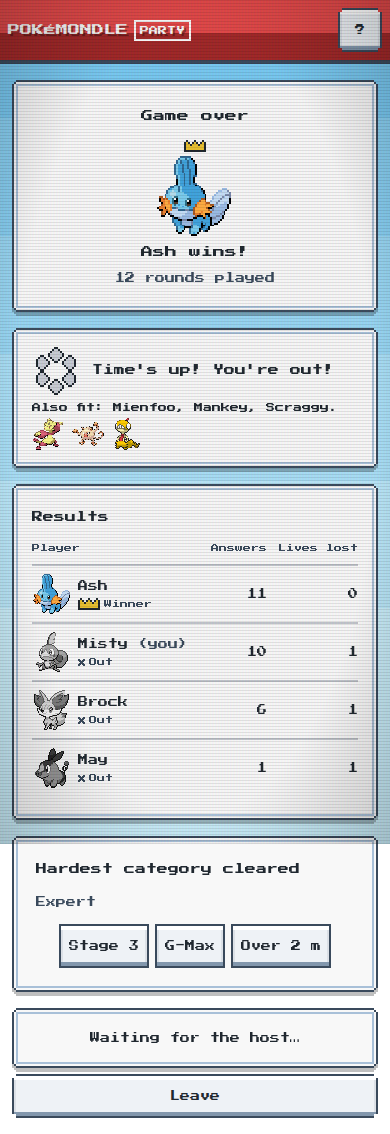 POKéMONDLE PARTY ?
Game over
Ash wins!
12 rounds played
Time's up! You're out!
Also fit: Mienfoo, Mankey, Scraggy.
Results
Player Answers Lives lost
Ash 11 0
Winner
Misty (you) 10 1
x Out
Brock 6 1
x Out
May 1 1
x Out
Hardest category cleared
Expert
Stage 3 G-Max Over 2 m
Waiting for the host…
Leave